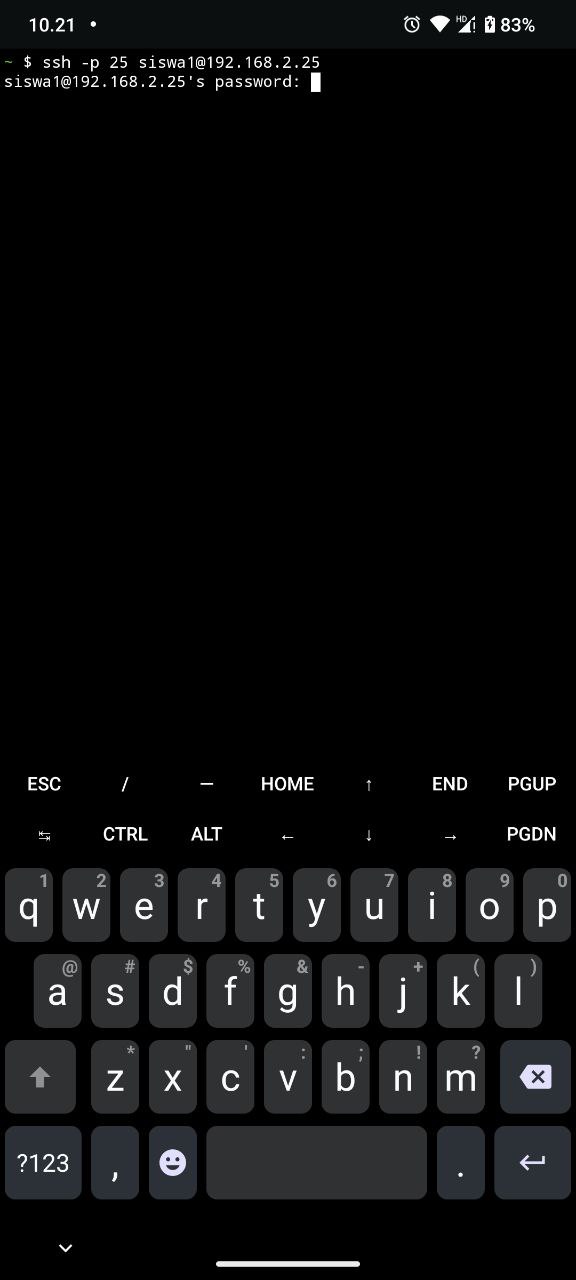 10.21 • HD 83%
~ $ ssh -p 25 siswa1@192.168.2.25
siswa1@192.168.2.25's password:
ESC / — HOME ↑ END PGUP
↹ CTRL ALT ← ↓ → PGDN
1 2 3 4 5 6 7 8 9 0
q w e r t y u i o p
@ # $ % & - + ( )
a s d f g h j k l
* " ' : ; ! ?
z x c v b n m
?123 , .